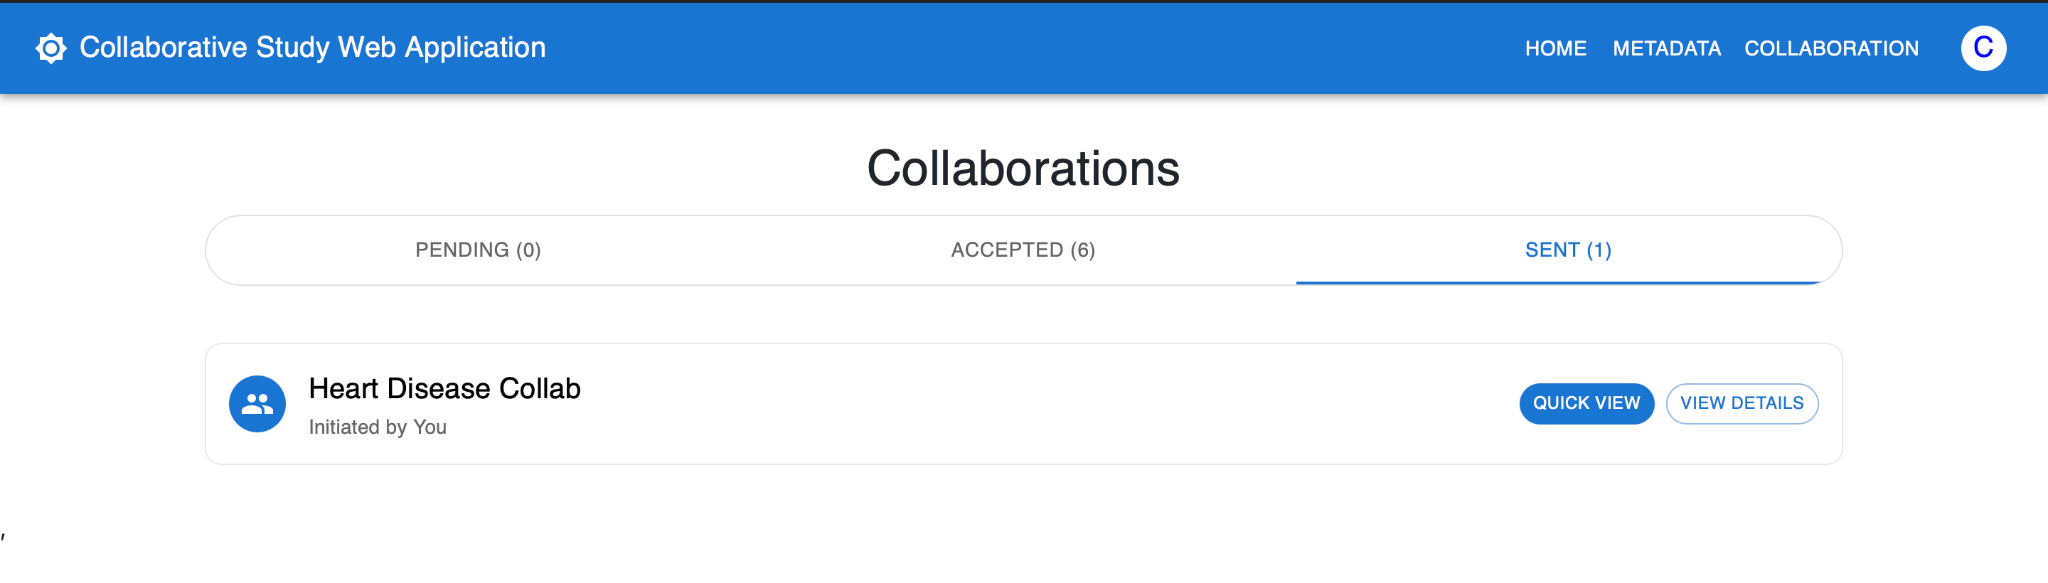 Collaborative Study Web Application
HOME METADATA COLLABORATION C
Collaborations
PENDING (0) ACCEPTED (6) SENT (1)
Heart Disease Collab
Initiated by You
QUICK VIEW VIEW DETAILS
,